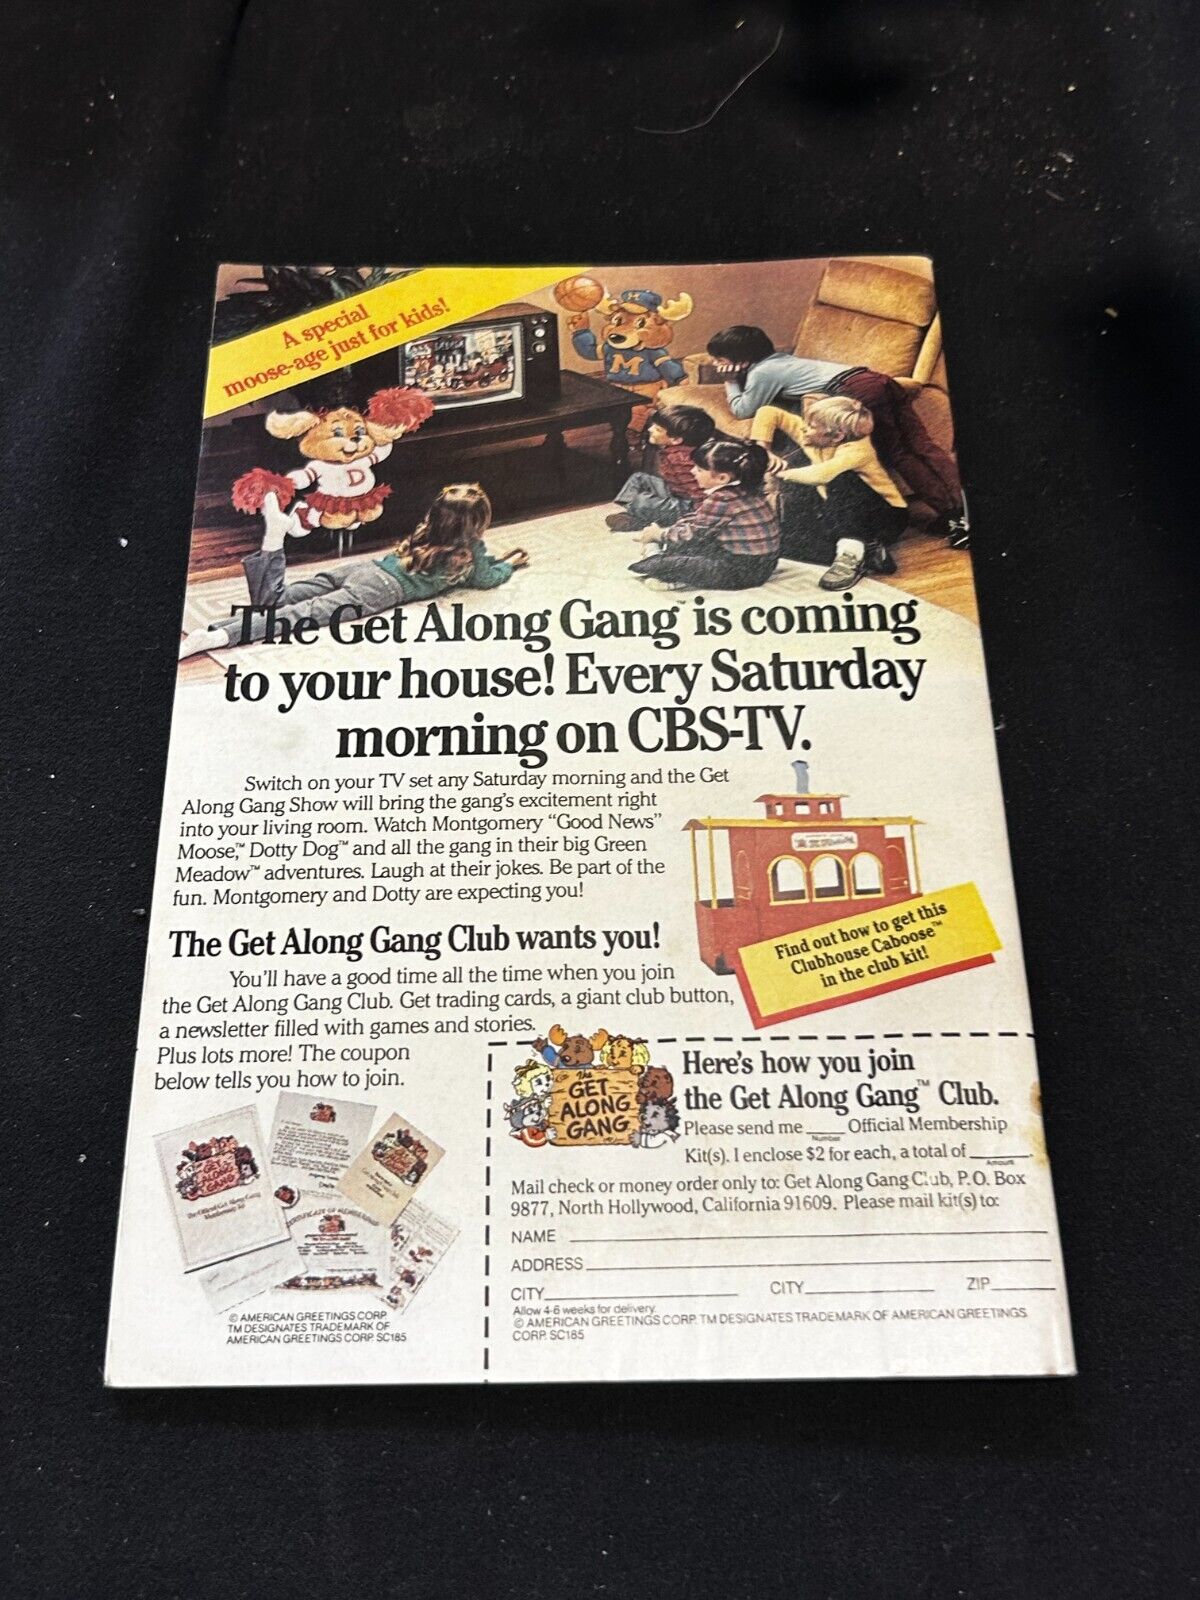 A special
moose-age just for kids!
M
D
The Get Along Gang™ is coming
to your house! Every Saturday
morning on CBS-TV.
Switch on your TV set any Saturday morning and the Get
Along Gang Show will bring the gang's excitement right
into your living room. Watch Montgomery “Good News”
Moose,™ Dotty Dog™ and all the gang in their big Green
Meadow™ adventures. Laugh at their jokes. Be part of the
fun. Montgomery and Dotty are expecting you!
Find out how to get this
Clubhouse Caboose™
in the club kit!
The Get Along Gang Club wants you!
You'll have a good time all the time when you join
the Get Along Gang Club. Get trading cards, a giant club button,
a newsletter filled with games and stories.
Plus lots more! The coupon
below tells you how to join.
GET
ALONG
GANG
CERTIFICATE OF MEMBERSHIP
© AMERICAN GREETINGS CORP.
TM DESIGNATES TRADEMARK OF
AMERICAN GREETINGS CORP. SC185
The
GET
ALONG
GANG
Here's how you join
the Get Along Gang™ Club.
Please send me ____ Official Membership
Number
Kit(s). I enclose $2 for each, a total of ______.
Amount
Mail check or money order only to: Get Along Gang Club, P.O. Box
9877, North Hollywood, California 91609. Please mail kit(s) to:
NAME
ADDRESS
CITY CITY ZIP
Allow 4-6 weeks for delivery.
© AMERICAN GREETINGS CORP. TM DESIGNATES TRADEMARK OF AMERICAN GREETINGS
CORP. SC185